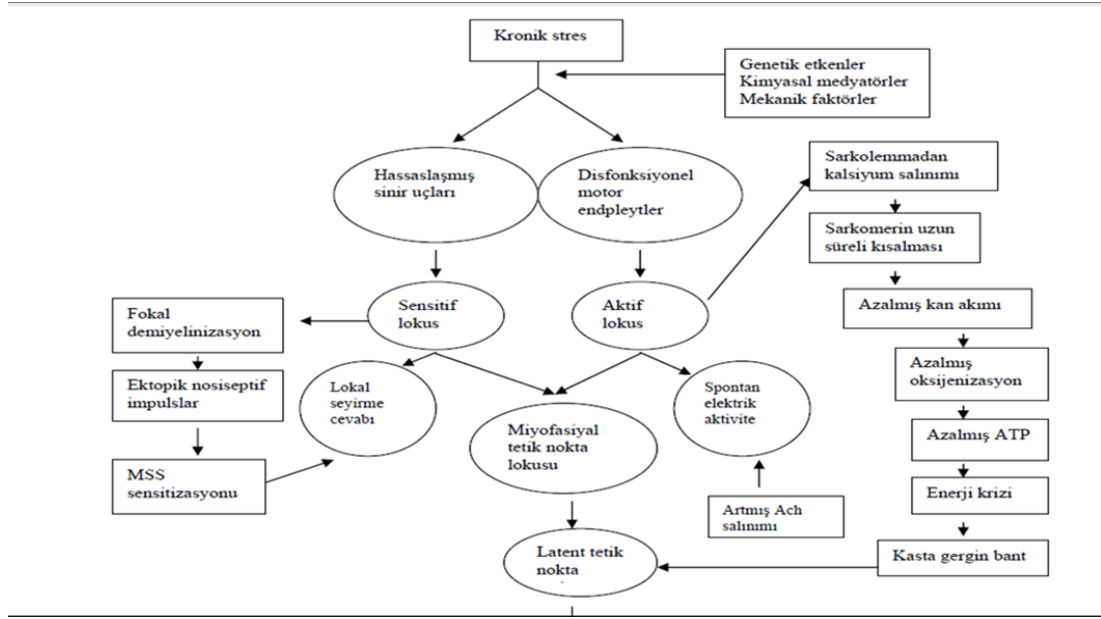 Kronik stres
Genetik etkenler
Kimyasal medyatörler
Mekanik faktörler
Hassaslaşmış
sinir uçları
Disfonksiyonel
motor
endpleytler
Sarkolemmadan
kalsiyum salınımı
Sarkomerin uzun
süreli kısalması
Sensitif
lokus
Aktif
lokus
Fokal
demiyelinizasyon
Azalmış kan akımı
Azalmış
oksijenizasyon
Ektopik nosiseptif
impulslar
Lokal
seyirme
cevabı
Spontan
elektrik
aktivite
Miyofasiyal
tetik nokta
lokusu
Azalmış ATP
MSS
sensitizasyonu
Enerji krizi
Artmış Ach
salınımı
Latent tetik
nokta
Kasta gergin bant